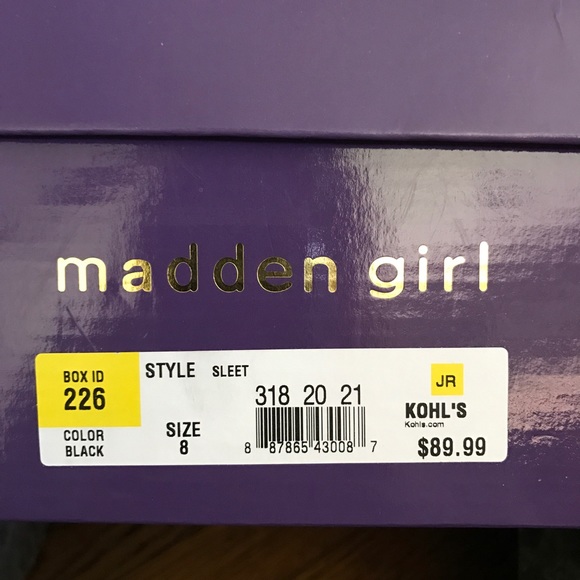 madden girl
BOX ID
226
STYLE SLEET
318 20 21
JR
KOHL'S
Kohls.com
COLOR
BLACK
SIZE
8
8 87865 43008 7
$89.99